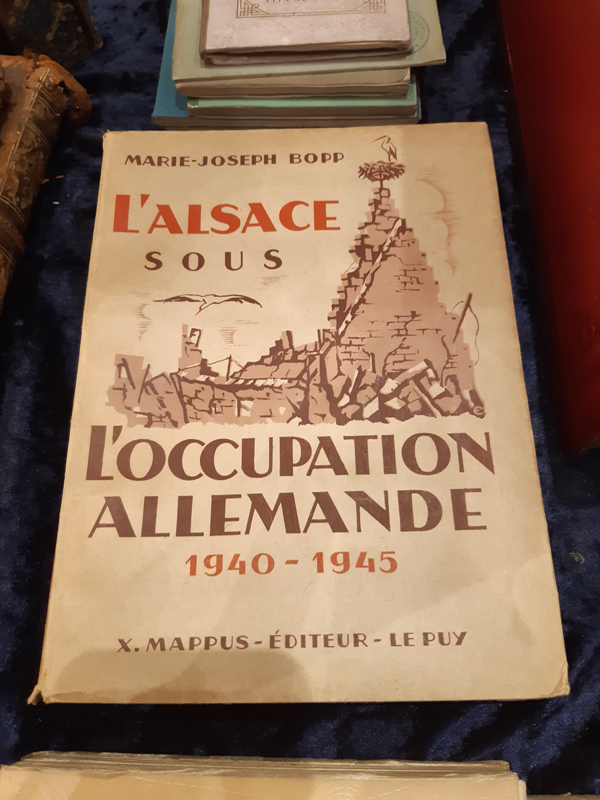 MARIE-JOSEPH BOPP
L'ALSACE
SOUS
L'OCCUPATION
ALLEMANDE
1940-1945
X. MAPPUS-ÉDITEUR-LE PUY